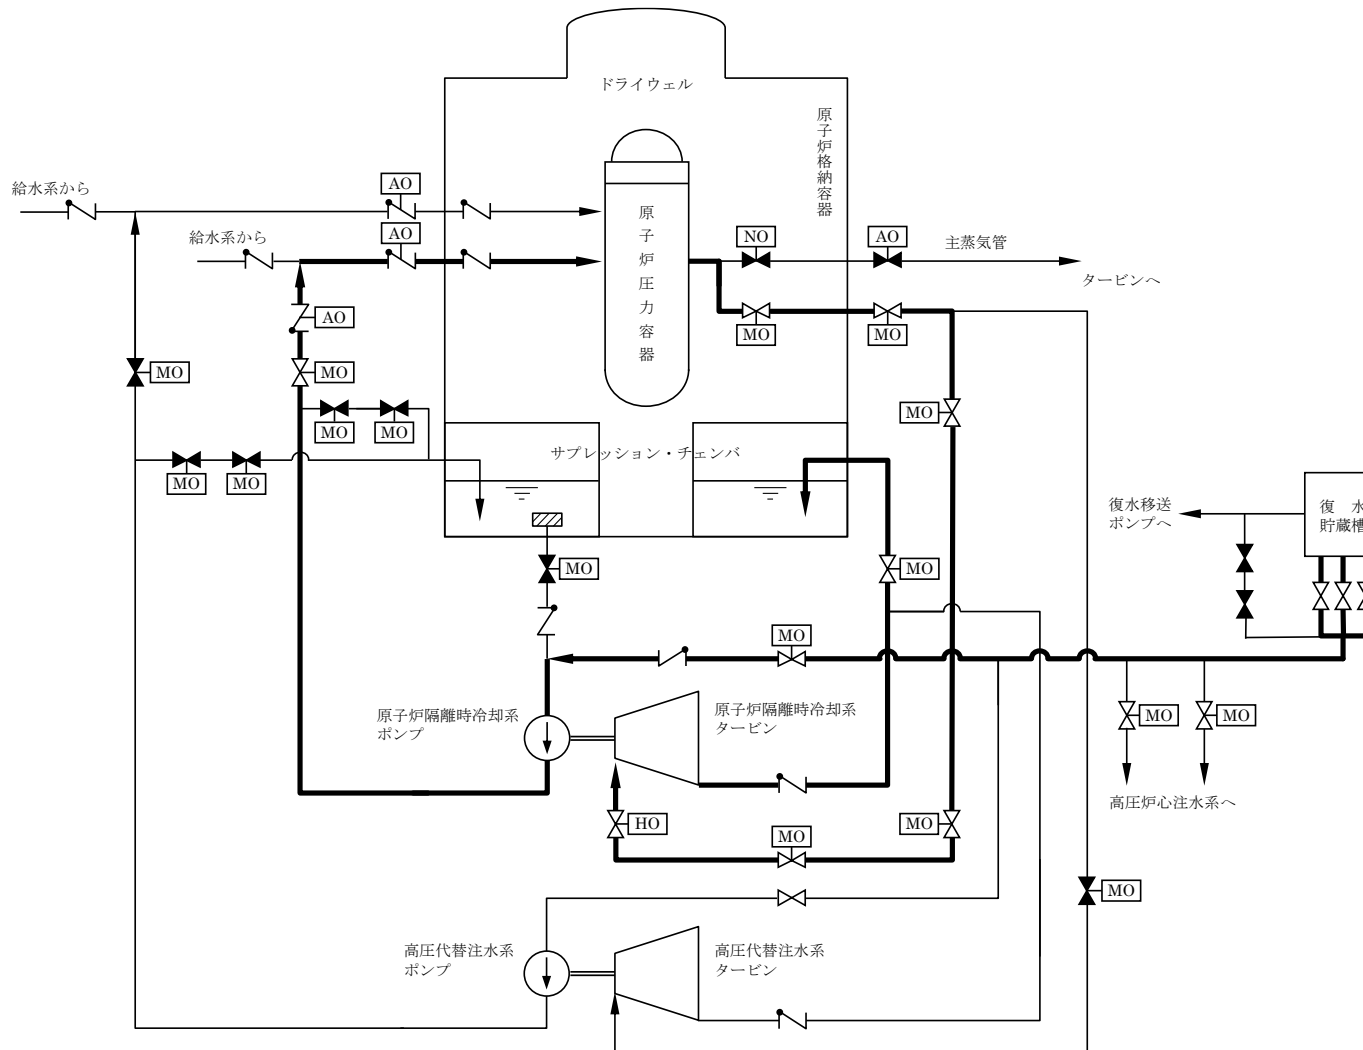 ドライウェル
原子炉格納容器
給水系から
AO
原子炉圧力容器
給水系から
AO
NO
AO
主蒸気管
タービンへ
AO
MO
MO
MO
MO
MO
MO
MO
MO
サプレッション・チェンバ
MO
MO
復水移送
ポンプへ
復水
貯蔵槽
MO
MO
MO
原子炉隔離時冷却系
ポンプ
原子炉隔離時冷却系
タービン
MO
MO
高圧炉心注水系へ
HO
MO
MO
MO
高圧代替注水系
ポンプ
高圧代替注水系
タービン